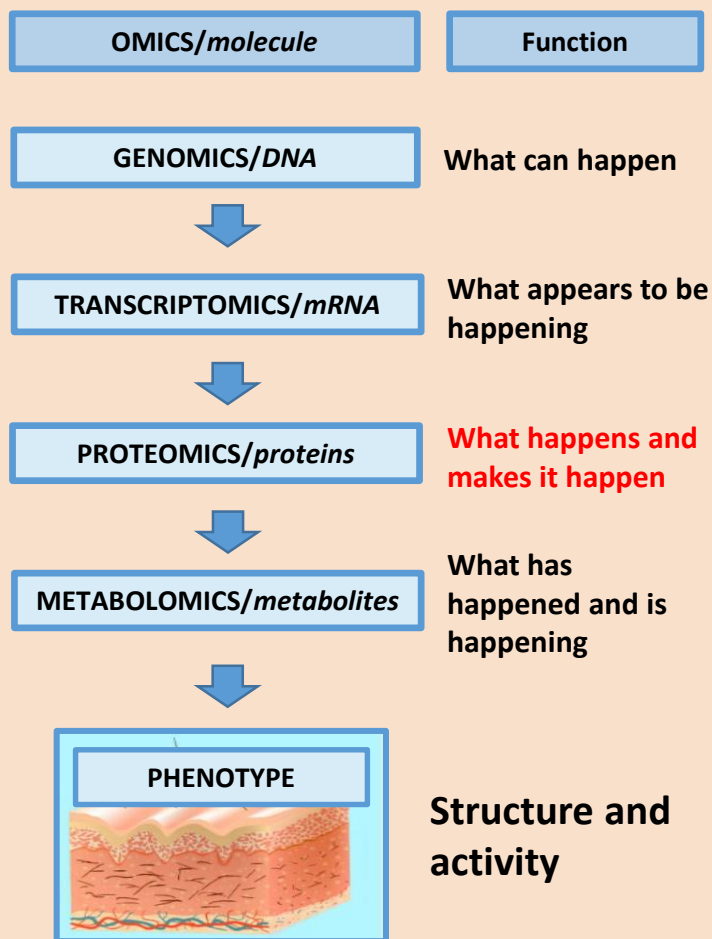 OMICS/molecule
Function
GENOMICS/DNA
What can happen
TRANSCRIPTOMICS/mRNA
What appears to be
happening
PROTEOMICS/proteins
What happens and
makes it happen
METABOLOMICS/metabolites
What has
happened and is
happening
PHENOTYPE
Structure and
activity